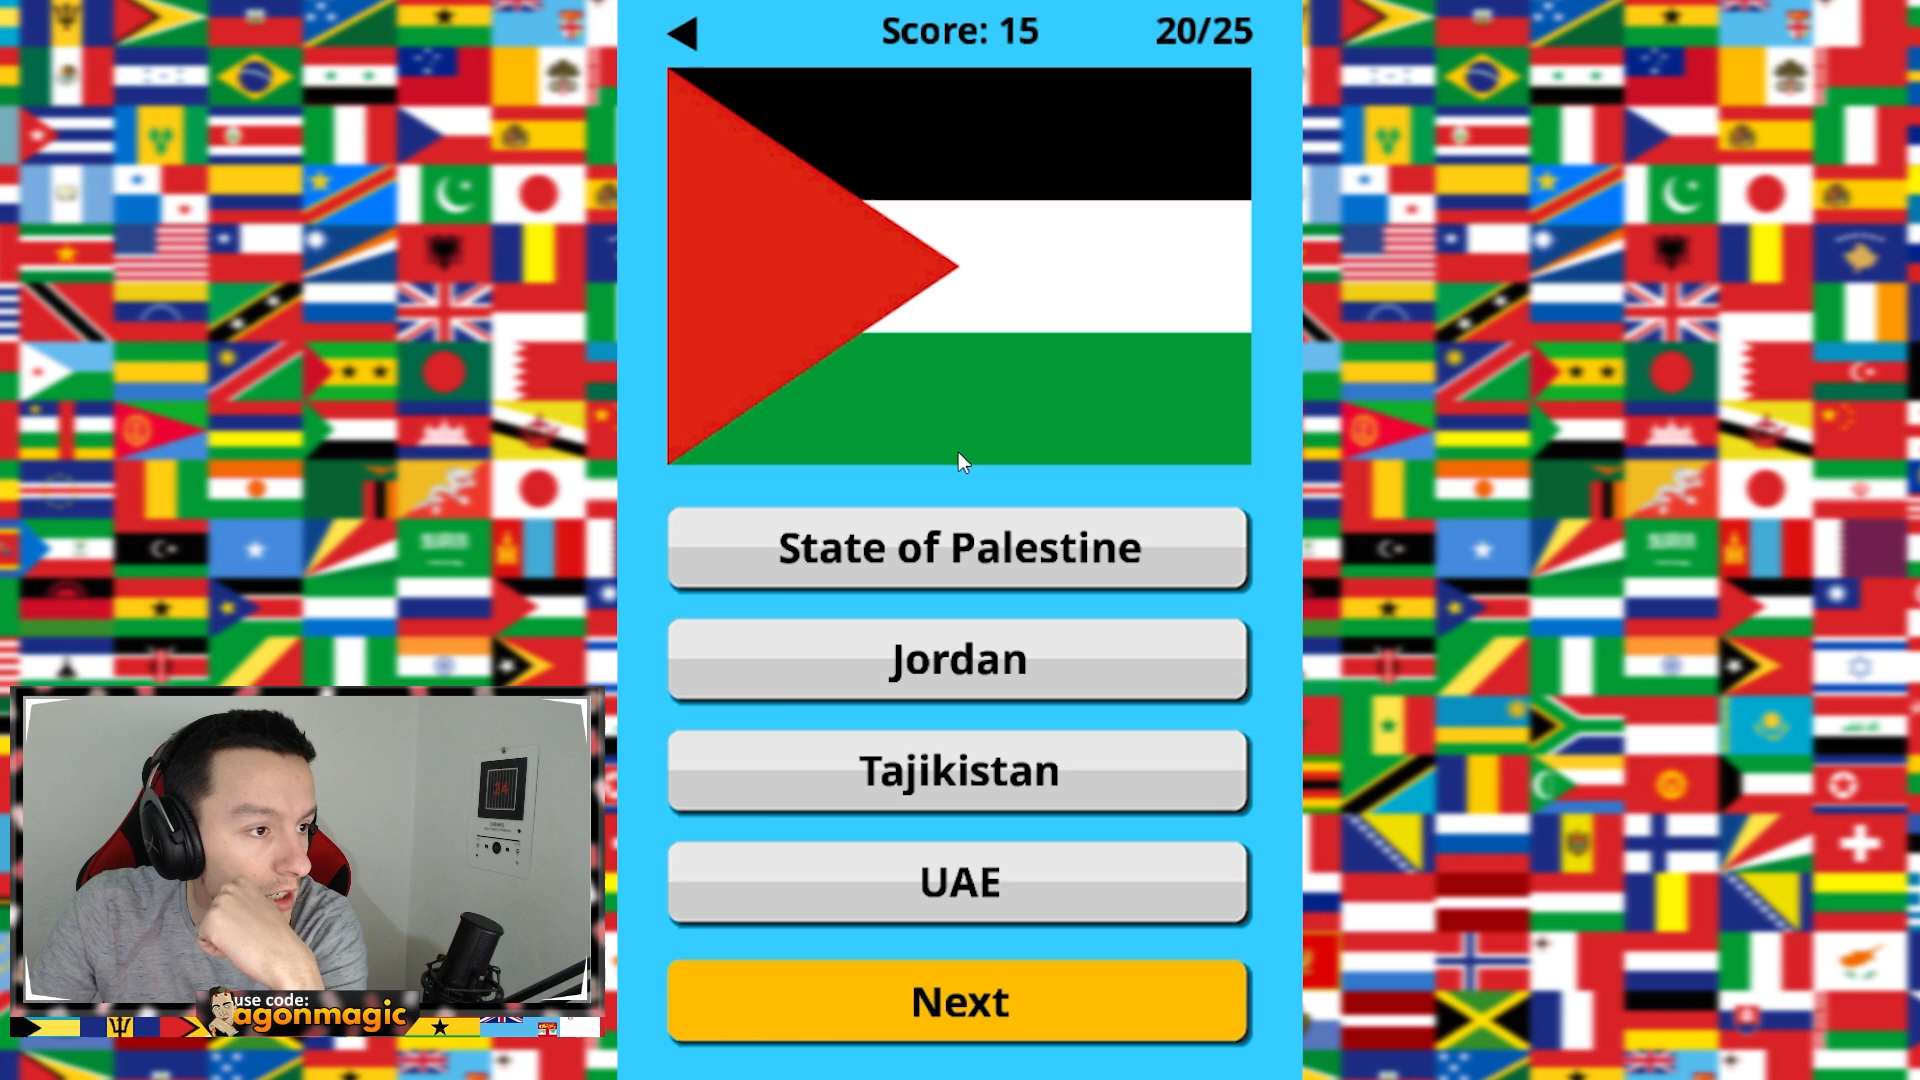 Score: 15
20/25
State of Palestine
Jordan
Tajikistan
UAE
Next
use code:
agonmagic